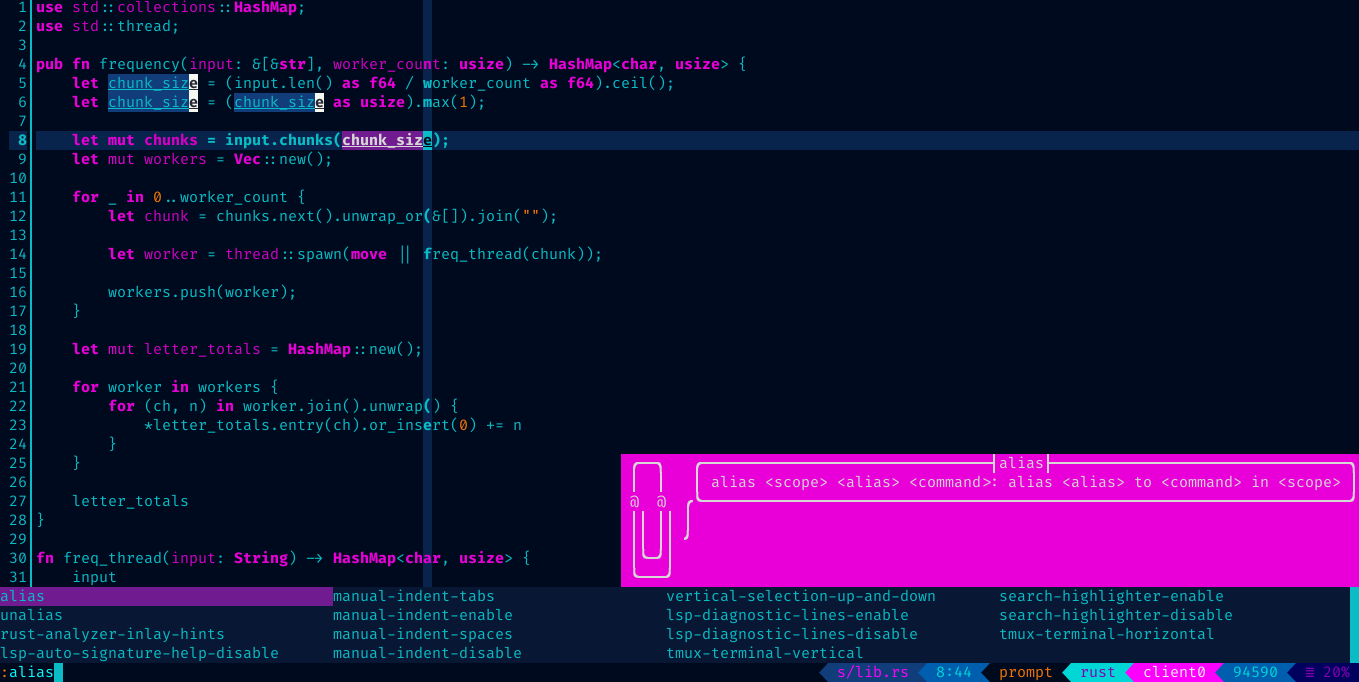 1 use std::collections::HashMap;
2 use std::thread;
3
4 pub fn frequency(input: &[&str], worker_count: usize) -> HashMap<char, usize> {
5     let chunk_size = (input.len() as f64 / worker_count as f64).ceil();
6     let chunk_size = (chunk_size as usize).max(1);
7
8     let mut chunks = input.chunks(chunk_size);
9     let mut workers = Vec::new();
10
11     for _ in 0..worker_count {
12         let chunk = chunks.next().unwrap_or(&[]).join("");
13
14         let worker = thread::spawn(move || freq_thread(chunk));
15
16         workers.push(worker);
17     }
18
19     let mut letter_totals = HashMap::new();
20
21     for worker in workers {
22         for (ch, n) in worker.join().unwrap() {
23             *letter_totals.entry(ch).or_insert(0) += n
24         }
25     }
26
27     letter_totals
28 }
29
30 fn freq_thread(input: String) -> HashMap<char, usize> {
31     input
alias
alias <scope> <alias> <command>: alias <alias> to <command> in <scope>
@ @
alias manual-indent-tabs vertical-selection-up-and-down search-highlighter-enable
unalias manual-indent-enable lsp-diagnostic-lines-enable search-highlighter-disable
rust-analyzer-inlay-hints manual-indent-spaces lsp-diagnostic-lines-disable tmux-terminal-horizontal
lsp-auto-signature-help-disable manual-indent-disable tmux-terminal-vertical
:alias s/lib.rs 8:44 prompt rust client0 94590 ≡ 20%